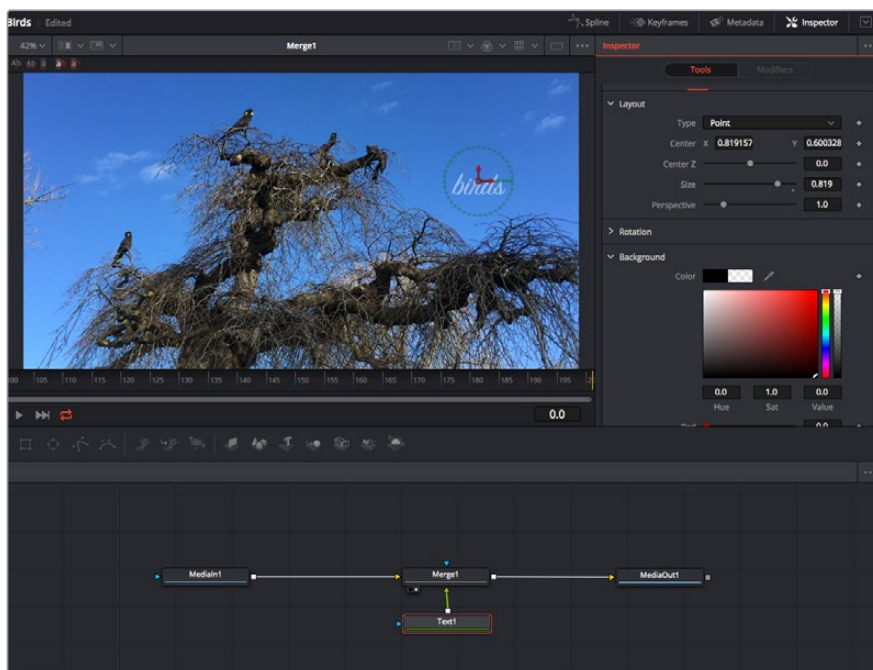 Birds Edited Spline Keyframes Metadata Inspector
42% Merge1 Inspector
Tools Modifiers
Layout
Type Point
Center X 0.819157 Y 0.600328
birds
Center Z 0.0
Size 0.819
Perspective 1.0
Rotation
Background
Color
100 105 110 115 120 125 130 135 140 145 150 155 160 165 170 175 180 185 190 195
0.0 1.0 0.0
Hue Sat Value
0.0
MediaIn1 Merge1 MediaOut1
Text1